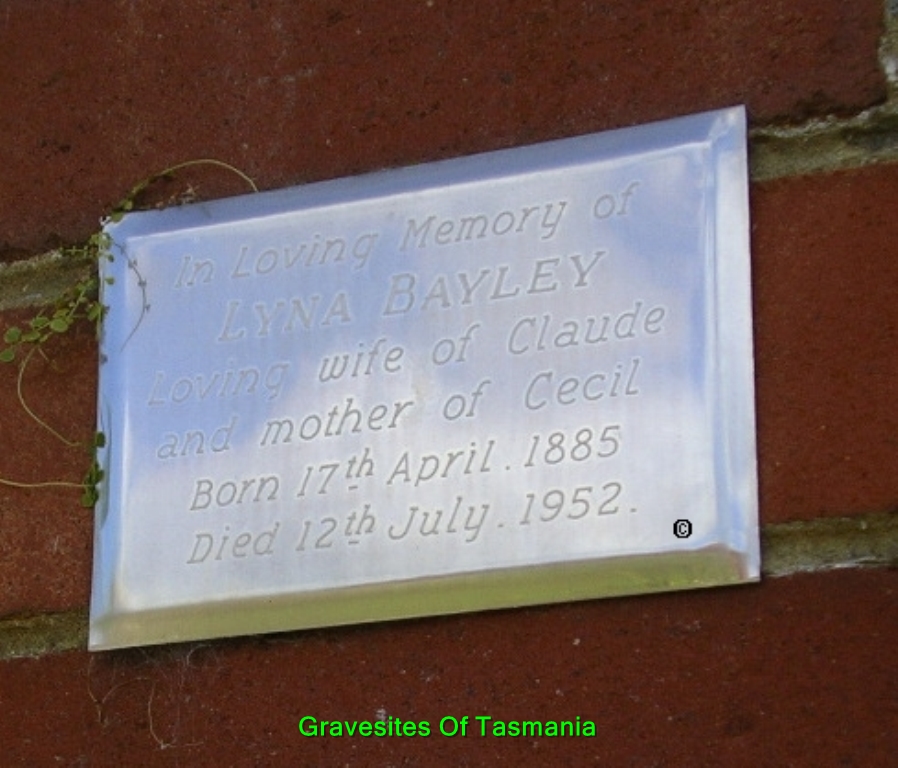 In Loving Memory of
LYNA BAYLEY
Loving wife of Claude
and mother of Cecil
Born 17th April . 1885
Died 12th July . 1952 .
©
Gravesites Of Tasmania